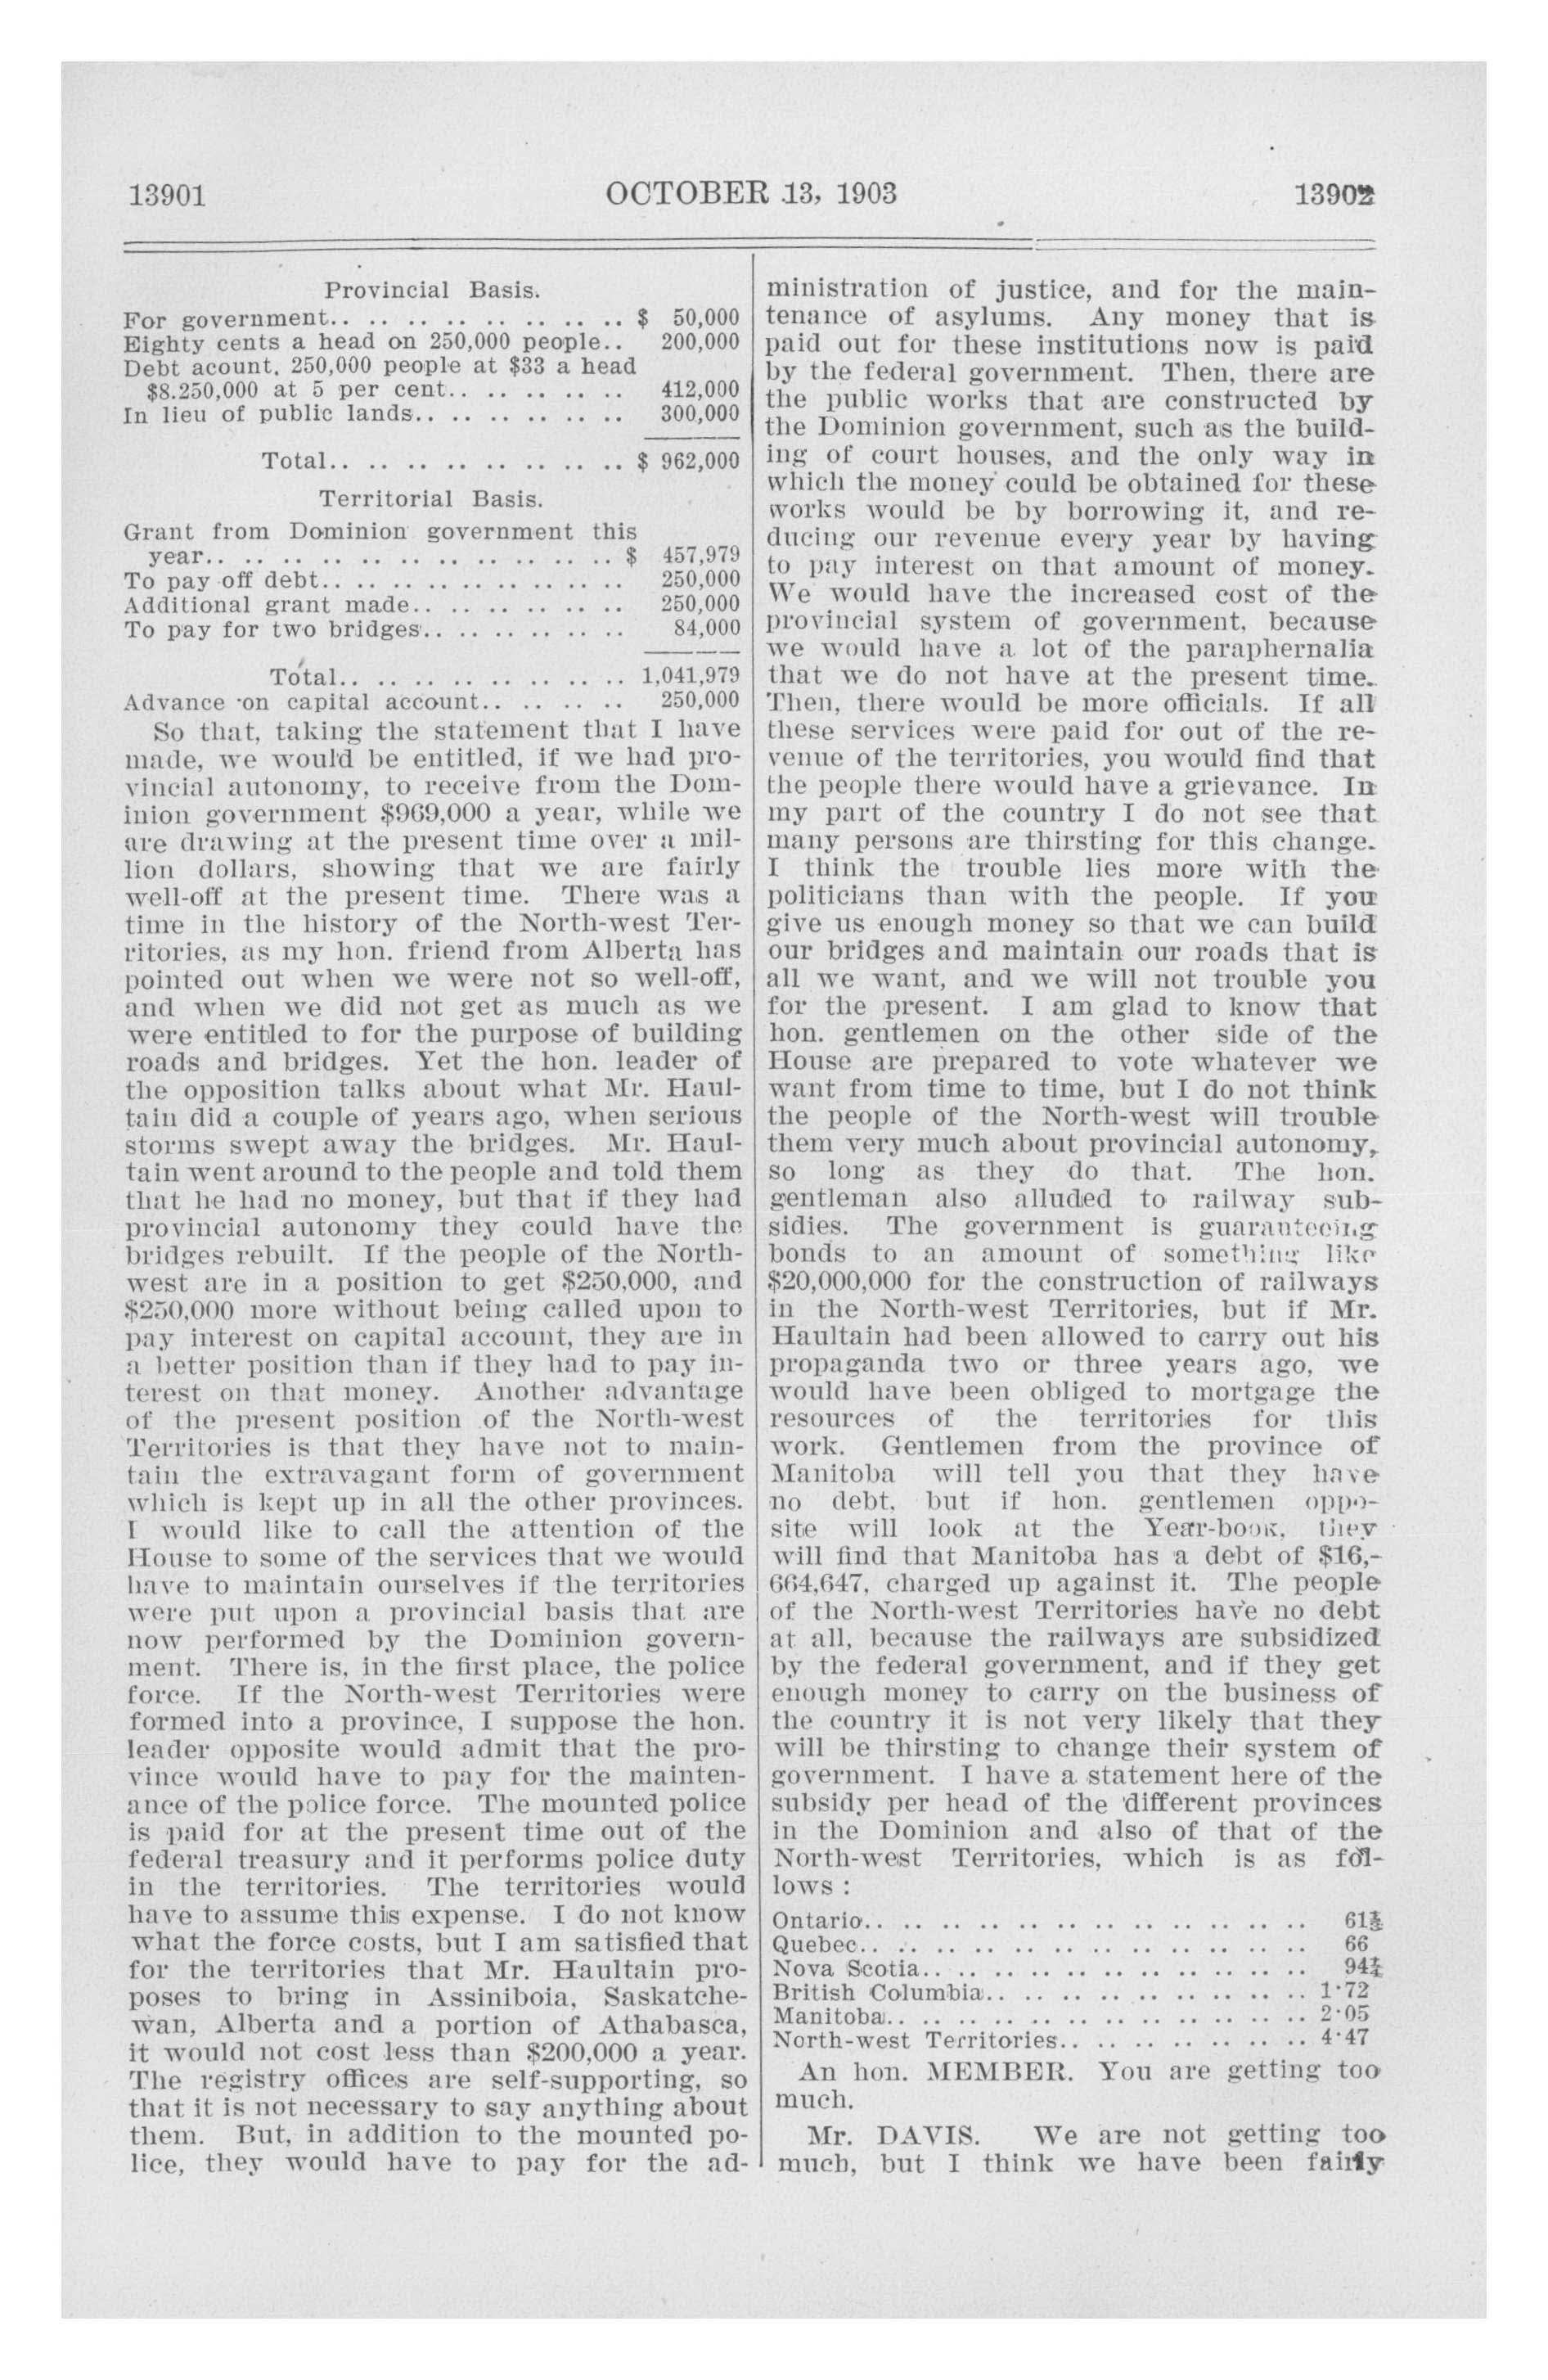 13901 OCTOBER 13, 1903 13902
Provincial Basis.
For government.. .. .. .. .. .. .. .. $ 50,000
Eighty cents a head on 250,000 people.. 200,000
Debt acount, 250,000 people at $33 a head
$8.250,000 at 5 per cent.. .. .. .. .. 412,000
In lieu of public lands.. .. .. .. .. .. 300,000
Total.. .. .. .. .. .. .. .. $ 962,000
Territorial Basis.
Grant from Dominion government this
year.. .. .. .. .. .. .. .. .. .. .. $ 457,979
To pay off debt.. .. .. .. .. .. .. .. 250,000
Additional grant made.. .. .. .. .. .. 250,000
To pay for two bridges.. .. .. .. .. .. 84,000
Total.. .. .. .. .. .. .. .. 1,041,979
Advance on capital account.. .. .. .. 250,000
So that, taking the statement that I have
made, we would be entitled, if we had pro-
vincial autonomy, to receive from the Dom-
inion government $969,000 a year, while we
are drawing at the present time over a mil-
lion dollars, showing that we are fairly
well-off at the present time. There was a
time in the history of the North-west Ter-
ritories, as my hon. friend from Alberta has
pointed out when we were not so well-off,
and when we did not get as much as we
were entitled to for the purpose of building
roads and bridges. Yet the hon. leader of
the opposition talks about what Mr. Haul-
tain did a couple of years ago, when serious
storms swept away the bridges. Mr. Haul-
tain went around to the people and told them
that he had no money, but that if they had
provincial autonomy they could have the
bridges rebuilt. If the people of the North-
west are in a position to get $250,000, and
$250,000 more without being called upon to
pay interest on capital account, they are in
a better position than if they had to pay in-
terest on that money. Another advantage
of the present position of the North-west
Territories is that they have not to main-
tain the extravagant form of government
which is kept up in all the other provinces.
I would like to call the attention of the
House to some of the services that we would
have to maintain ourselves if the territories
were put upon a provincial basis that are
now performed by the Dominion govern-
ment. There is, in the first place, the police
force. If the North-west Territories were
formed into a province, I suppose the hon.
leader opposite would admit that the pro-
vince would have to pay for the mainten-
ance of the police force. The mounted police
is paid for at the present time out of the
federal treasury and it performs police duty
in the territories. The territories would
have to assume this expense. I do not know
what the force costs, but I am satisfied that
for the territories that Mr. Haultain pro-
poses to bring in Assiniboia, Saskatche-
wan, Alberta and a portion of Athabasca,
it would not cost less than $200,000 a year.
The registry offices are self-supporting, so
that it is not necessary to say anything about
them. But, in addition to the mounted po-
lice, they would have to pay for the ad-
ministration of justice, and for the main-
tenance of asylums. Any money that is
paid out for these institutions now is paid
by the federal government. Then, there are
the public works that are constructed by
the Dominion government, such as the build-
ing of court houses, and the only way in
which the money could be obtained for these
works would be by borrowing it, and re-
ducing our revenue every year by having
to pay interest on that amount of money.
We would have the increased cost of the
provincial system of government, because
we would have a lot of the paraphernalia
that we do not have at the present time.
Then, there would be more officials. If all
these services were paid for out of the re-
venue of the territories, you would find that
the people there would have a grievance. In
my part of the country I do not see that
many persons are thirsting for this change.
I think the trouble lies more with the
politicians than with the people. If you
give us enough money so that we can build
our bridges and maintain our roads that is
all we want, and we will not trouble you
for the present. I am glad to know that
hon. gentlemen on the other side of the
House are prepared to vote whatever we
want from time to time, but I do not think
the people of the North-west will trouble
them very much about provincial autonomy,
so long as they do that. The hon.
gentleman also alluded to railway sub-
sidies. The government is guaranteeing
bonds to an amount of something like
$20,000,000 for the construction of railways
in the North-west Territories, but if Mr.
Haultain had been allowed to carry out his
propaganda two or three years ago, we
would have been obliged to mortgage the
resources of the territories for this
work. Gentlemen from the province of
Manitoba will tell you that they have
no debt, but if hon. gentlemen oppo-
site will look at the Year-book, they
will find that Manitoba has a debt of $16,-
664,647, charged up against it. The people
of the North-west Territories have no debt
at all, because the railways are subsidized
by the federal government, and if they get
enough money to carry on the business of
the country it is not very likely that they
will be thirsting to change their system of
government. I have a statement here of the
subsidy per head of the different provinces
in the Dominion and also of that of the
North-west Territories, which is as fol-
lows :
Ontario.. .. .. .. .. .. .. .. .. .. .. ..
Quebec.. .. .. .. .. .. .. .. .. .. .. .. 66
Nova Scotia.. .. .. .. .. .. .. .. .. .. ..
British Columbia.. .. .. .. .. .. .. .. .. 1·72
Manitoba.. .. .. .. .. .. .. .. .. .. .. 2·05
North-west Territories.. .. .. .. .. .. .. 4·47
An hon. MEMBER. You are getting too
much.
Mr. DAVIS. We are not getting too
much, but I think we have been fairly